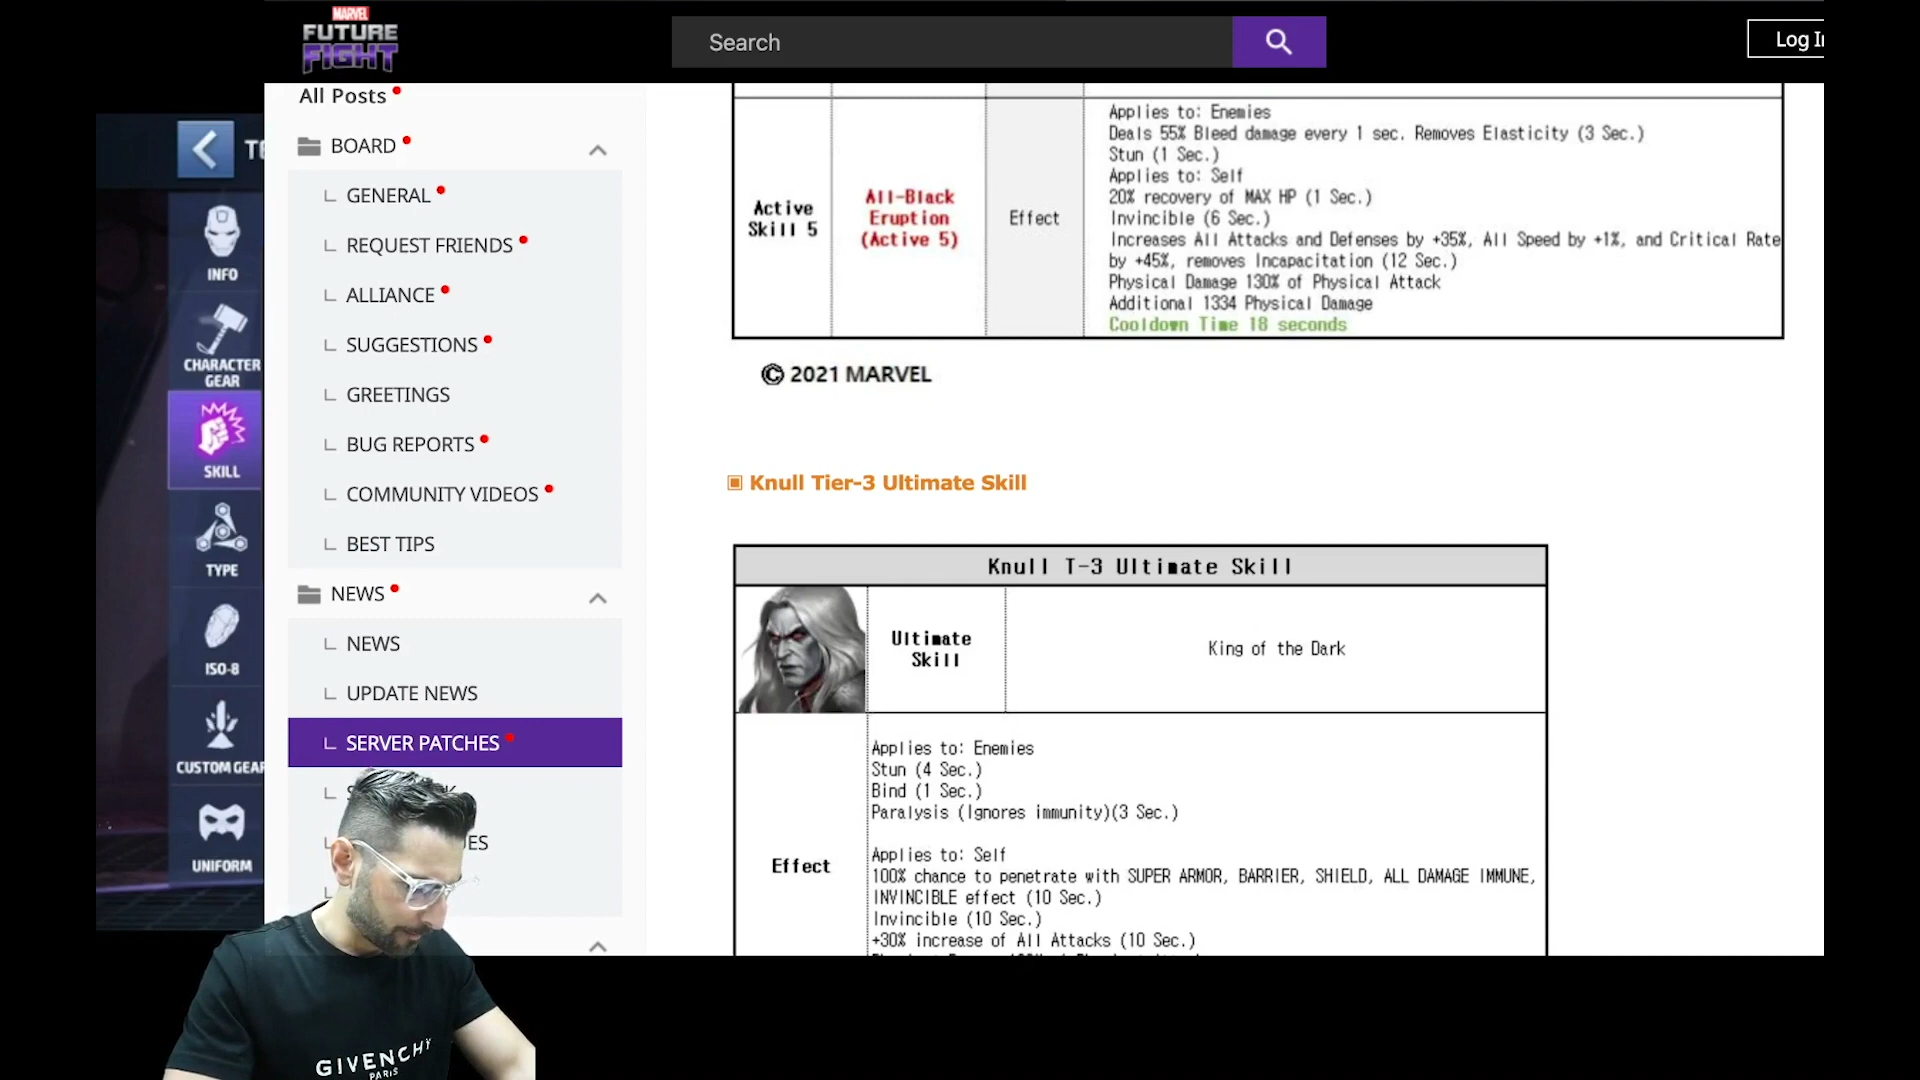 MARVEL
FUTURE
FIGHT
Search
INFO
CHARACTER
GEAR
SKILL
TYPE
ISO-8
CUSTOM GEAR
UNIFORM
All Posts
BOARD
GENERAL
REQUEST FRIENDS
ALLIANCE
SUGGESTIONS
GREETINGS
BUG REPORTS
COMMUNITY VIDEOS
BEST TIPS
NEWS
NEWS
UPDATE NEWS
SERVER PATCHES
GIVENCHY
PARIS
Active
Skill 5
All-Black
Eruption
(Active 5)
Effect
Applies to: Enemies
Deals 55% Bleed damage every 1 sec. Removes Elasticity (3 Sec.)
Stun (1 Sec.)
Applies to: Self
20% recovery of MAX HP (1 Sec.)
Invincible (6 Sec.)
Increases All Attacks and Defenses by +35%, All Speed by +1%, and Critical Rate
by +45%, removes Incapacitation (12 Sec.)
Physical Damage 130% of Physical Attack
Additional 1334 Physical Damage
Cooldown Time 18 seconds
© 2021 MARVEL
Knull Tier-3 Ultimate Skill
Knull T-3 Ultimate Skill
Ultimate
Skill
King of the Dark
Effect
Applies to: Enemies
Stun (4 Sec.)
Bind (1 Sec.)
Paralysis (Ignores immunity)(3 Sec.)
Applies to: Self
100% chance to penetrate with SUPER ARMOR, BARRIER, SHIELD, ALL DAMAGE IMMUNE,
INVINCIBLE effect (10 Sec.)
Invincible (10 Sec.)
+30% increase of All Attacks (10 Sec.)